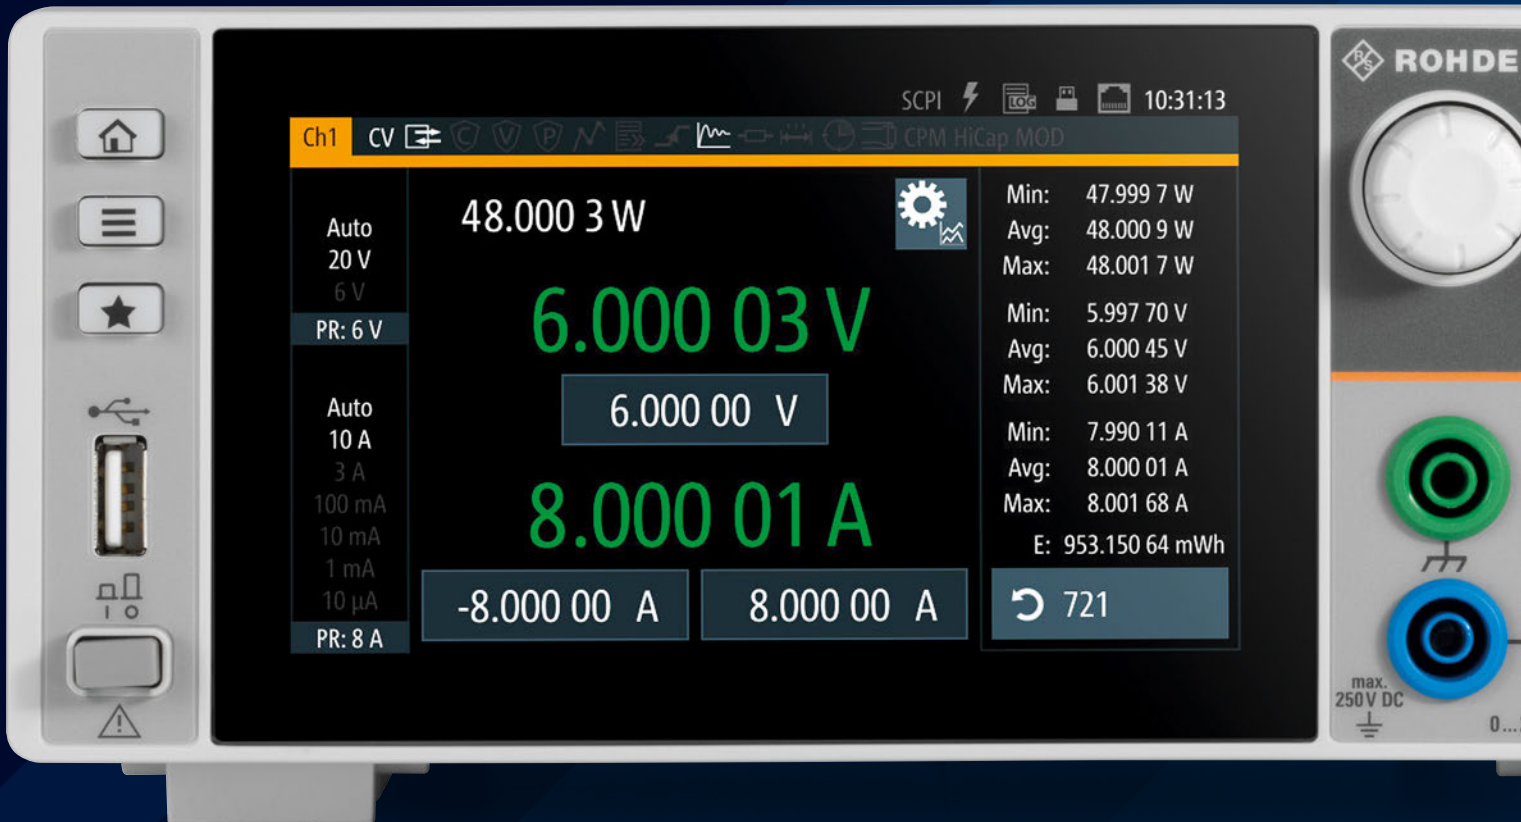 ROHDE
SCPI LOG 10:31:13
Ch1 CV C V P CPM HiCap MOD
Auto
20 V
6 V
PR: 6 V
Auto
10 A
3 A
100 mA
10 mA
1 mA
10 µA
PR: 8 A
48.000 3 W
6.000 03 V
6.000 00 V
8.000 01 A
-8.000 00 A
8.000 00 A
Min: 47.999 7 W
Avg: 48.000 9 W
Max: 48.001 7 W
Min: 5.997 70 V
Avg: 6.000 45 V
Max: 6.001 38 V
Min: 7.990 11 A
Avg: 8.000 01 A
Max: 8.001 68 A
E: 953.150 64 mWh
721
max.
250 V DC
0...